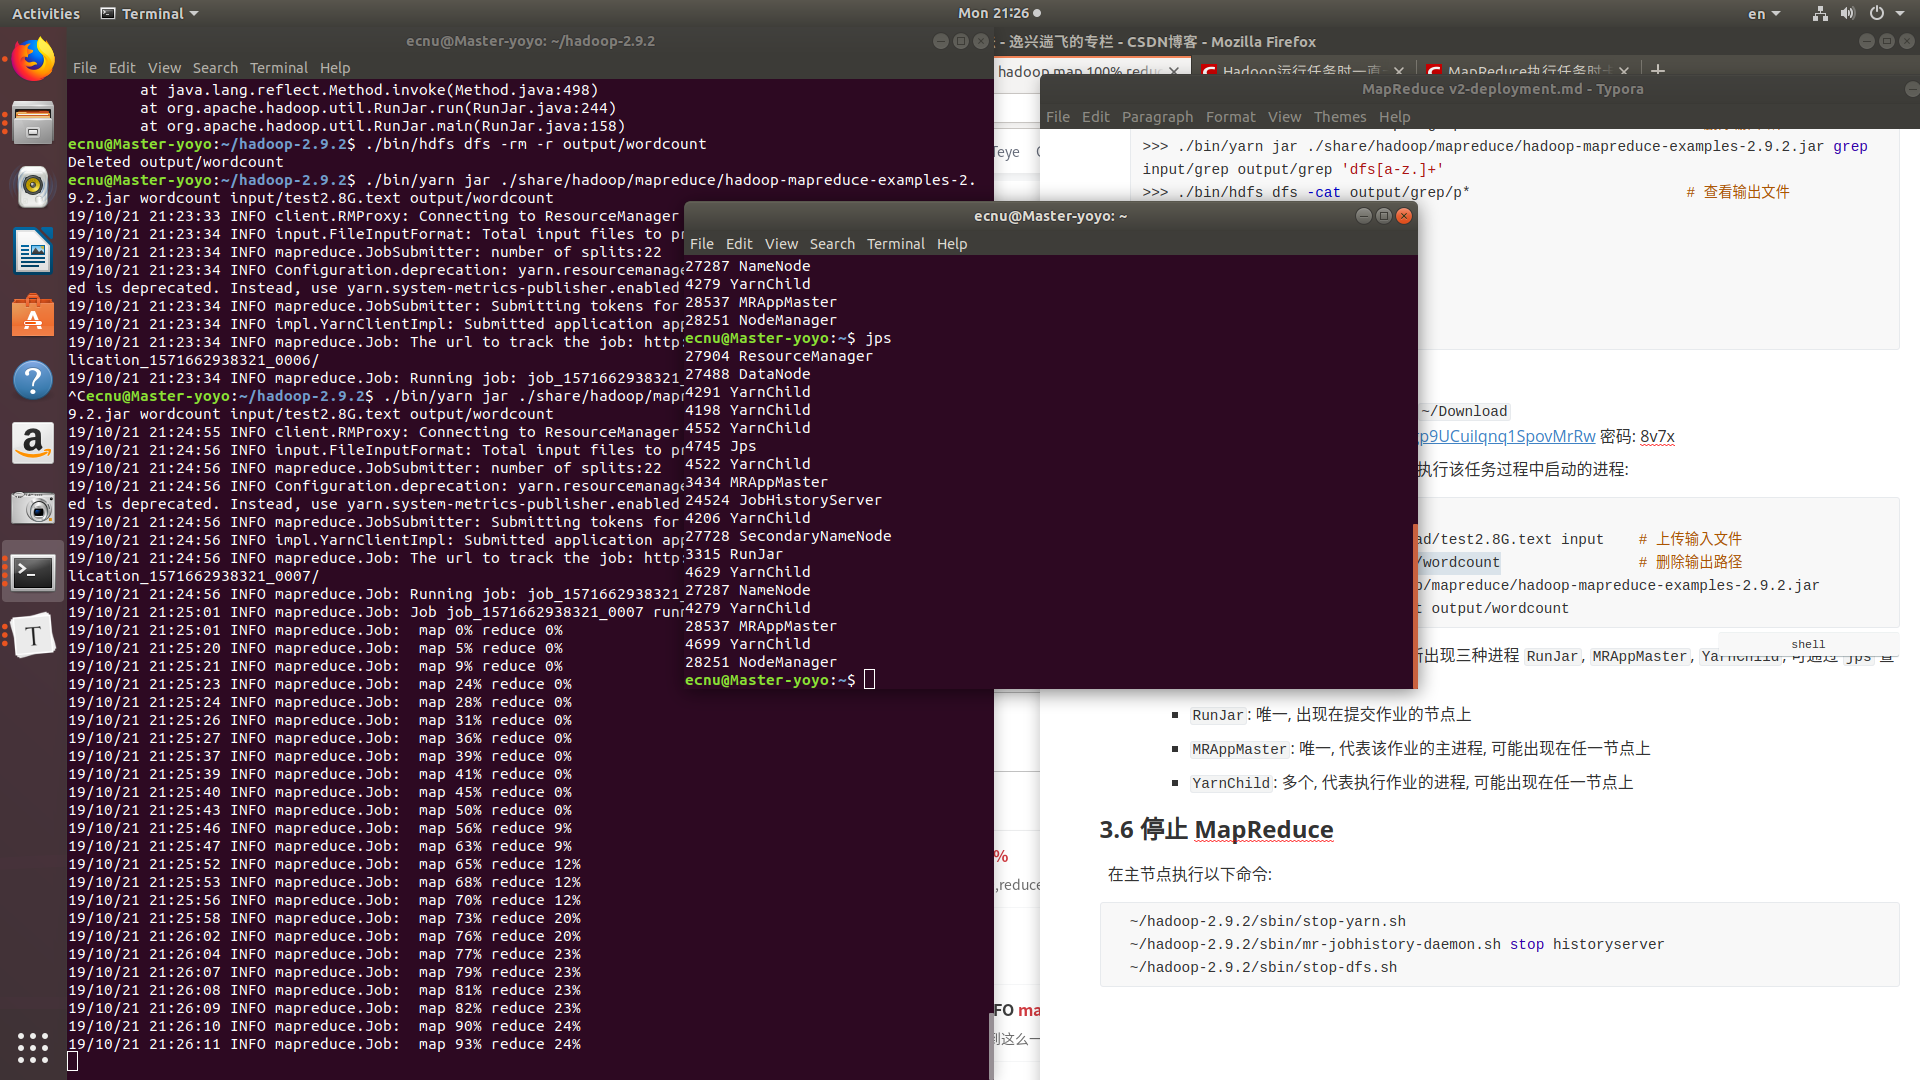 Activities
Terminal
Mon 21:26
en
ecnu@Master-yoyo: ~/hadoop-2.9.2
File Edit View Search Terminal Help
at java.lang.reflect.Method.invoke(Method.java:498)
at org.apache.hadoop.util.RunJar.run(RunJar.java:244)
at org.apache.hadoop.util.RunJar.main(RunJar.java:158)
ecnu@Master-yoyo:~/hadoop-2.9.2$ ./bin/hdfs dfs -rm -r output/wordcount
Deleted output/wordcount
ecnu@Master-yoyo:~/hadoop-2.9.2$ ./bin/yarn jar ./share/hadoop/mapreduce/hadoop-mapreduce-examples-2.
9.2.jar wordcount input/test2.8G.text output/wordcount
19/10/21 21:23:33 INFO client.RMProxy: Connecting to ResourceManager
19/10/21 21:23:34 INFO input.FileInputFormat: Total input files to pr
19/10/21 21:23:34 INFO mapreduce.JobSubmitter: number of splits:22
19/10/21 21:23:34 INFO Configuration.deprecation: yarn.resourcemanage
ed is deprecated. Instead, use yarn.system-metrics-publisher.enabled
19/10/21 21:23:34 INFO mapreduce.JobSubmitter: Submitting tokens for
19/10/21 21:23:34 INFO impl.YarnClientImpl: Submitted application app
19/10/21 21:23:34 INFO mapreduce.Job: The url to track the job: http:
lication_1571662938321_0006/
19/10/21 21:23:34 INFO mapreduce.Job: Running job: job_1571662938321_
^Cecnu@Master-yoyo:~/hadoop-2.9.2$ ./bin/yarn jar ./share/hadoop/mapr
9.2.jar wordcount input/test2.8G.text output/wordcount
19/10/21 21:24:55 INFO client.RMProxy: Connecting to ResourceManager
19/10/21 21:24:56 INFO input.FileInputFormat: Total input files to pr
19/10/21 21:24:56 INFO mapreduce.JobSubmitter: number of splits:22
19/10/21 21:24:56 INFO Configuration.deprecation: yarn.resourcemanage
ed is deprecated. Instead, use yarn.system-metrics-publisher.enabled
19/10/21 21:24:56 INFO mapreduce.JobSubmitter: Submitting tokens for
19/10/21 21:24:56 INFO impl.YarnClientImpl: Submitted application app
19/10/21 21:24:56 INFO mapreduce.Job: The url to track the job: http:
lication_1571662938321_0007/
19/10/21 21:24:56 INFO mapreduce.Job: Running job: job_1571662938321_
19/10/21 21:25:01 INFO mapreduce.Job: Job job_1571662938321_0007 runn
19/10/21 21:25:01 INFO mapreduce.Job:  map 0% reduce 0%
19/10/21 21:25:20 INFO mapreduce.Job:  map 5% reduce 0%
19/10/21 21:25:21 INFO mapreduce.Job:  map 9% reduce 0%
19/10/21 21:25:23 INFO mapreduce.Job:  map 24% reduce 0%
19/10/21 21:25:24 INFO mapreduce.Job:  map 28% reduce 0%
19/10/21 21:25:26 INFO mapreduce.Job:  map 31% reduce 0%
19/10/21 21:25:27 INFO mapreduce.Job:  map 36% reduce 0%
19/10/21 21:25:37 INFO mapreduce.Job:  map 39% reduce 0%
19/10/21 21:25:39 INFO mapreduce.Job:  map 41% reduce 0%
19/10/21 21:25:40 INFO mapreduce.Job:  map 45% reduce 0%
19/10/21 21:25:43 INFO mapreduce.Job:  map 50% reduce 0%
19/10/21 21:25:46 INFO mapreduce.Job:  map 56% reduce 9%
19/10/21 21:25:47 INFO mapreduce.Job:  map 63% reduce 9%
19/10/21 21:25:52 INFO mapreduce.Job:  map 65% reduce 12%
19/10/21 21:25:53 INFO mapreduce.Job:  map 68% reduce 12%
19/10/21 21:25:56 INFO mapreduce.Job:  map 70% reduce 12%
19/10/21 21:25:58 INFO mapreduce.Job:  map 73% reduce 20%
19/10/21 21:26:02 INFO mapreduce.Job:  map 76% reduce 20%
19/10/21 21:26:04 INFO mapreduce.Job:  map 77% reduce 23%
19/10/21 21:26:07 INFO mapreduce.Job:  map 79% reduce 23%
19/10/21 21:26:08 INFO mapreduce.Job:  map 81% reduce 23%
19/10/21 21:26:09 INFO mapreduce.Job:  map 82% reduce 23%
19/10/21 21:26:10 INFO mapreduce.Job:  map 90% reduce 24%
19/10/21 21:26:11 INFO mapreduce.Job:  map 93% reduce 24%
ecnu@Master-yoyo: ~
File Edit View Search Terminal Help
27287 NameNode
4279 YarnChild
28537 MRAppMaster
28251 NodeManager
ecnu@Master-yoyo:~$ jps
27904 ResourceManager
27488 DataNode
4291 YarnChild
4198 YarnChild
4552 YarnChild
4745 Jps
4522 YarnChild
3434 MRAppMaster
24524 JobHistoryServer
4206 YarnChild
27728 SecondaryNameNode
3315 RunJar
4629 YarnChild
27287 NameNode
4279 YarnChild
28537 MRAppMaster
4699 YarnChild
28251 NodeManager
ecnu@Master-yoyo:~$
- 逸兴遄飞的专栏 - CSDN博客 - Mozilla Firefox
hadoop map 100% redu
Hadoop运行任务时一直
MapReduce执行任务时
Teye
%
,reduce
FO ma
到这么一
MapReduce v2-deployment.md - Typora
File Edit Paragraph Format View Themes Help
>>> ./bin/yarn jar ./share/hadoop/mapreduce/hadoop-mapreduce-examples-2.9.2.jar grep
input/grep output/grep 'dfs[a-z.]+'
>>> ./bin/hdfs dfs -cat output/grep/p* # 查看输出文件
~/Download
p9UCuilqnq1SpovMrRw 密码: 8v7x
执行该任务过程中启动的进程:
ad/test2.8G.text input # 上传输入文件
/wordcount # 删除输出路径
p/mapreduce/hadoop-mapreduce-examples-2.9.2.jar
t output/wordcount
shell
新出现三种进程 RunJar, MRAppMaster, YarnChild, 可通过 jps 查
RunJar: 唯一, 出现在提交作业的节点上
MRAppMaster: 唯一, 代表该作业的主进程, 可能出现在任一节点上
YarnChild: 多个, 代表执行作业的进程, 可能出现在任一节点上
3.6 停止 MapReduce
在主节点执行以下命令:
~/hadoop-2.9.2/sbin/stop-yarn.sh
~/hadoop-2.9.2/sbin/mr-jobhistory-daemon.sh stop historyserver
~/hadoop-2.9.2/sbin/stop-dfs.sh